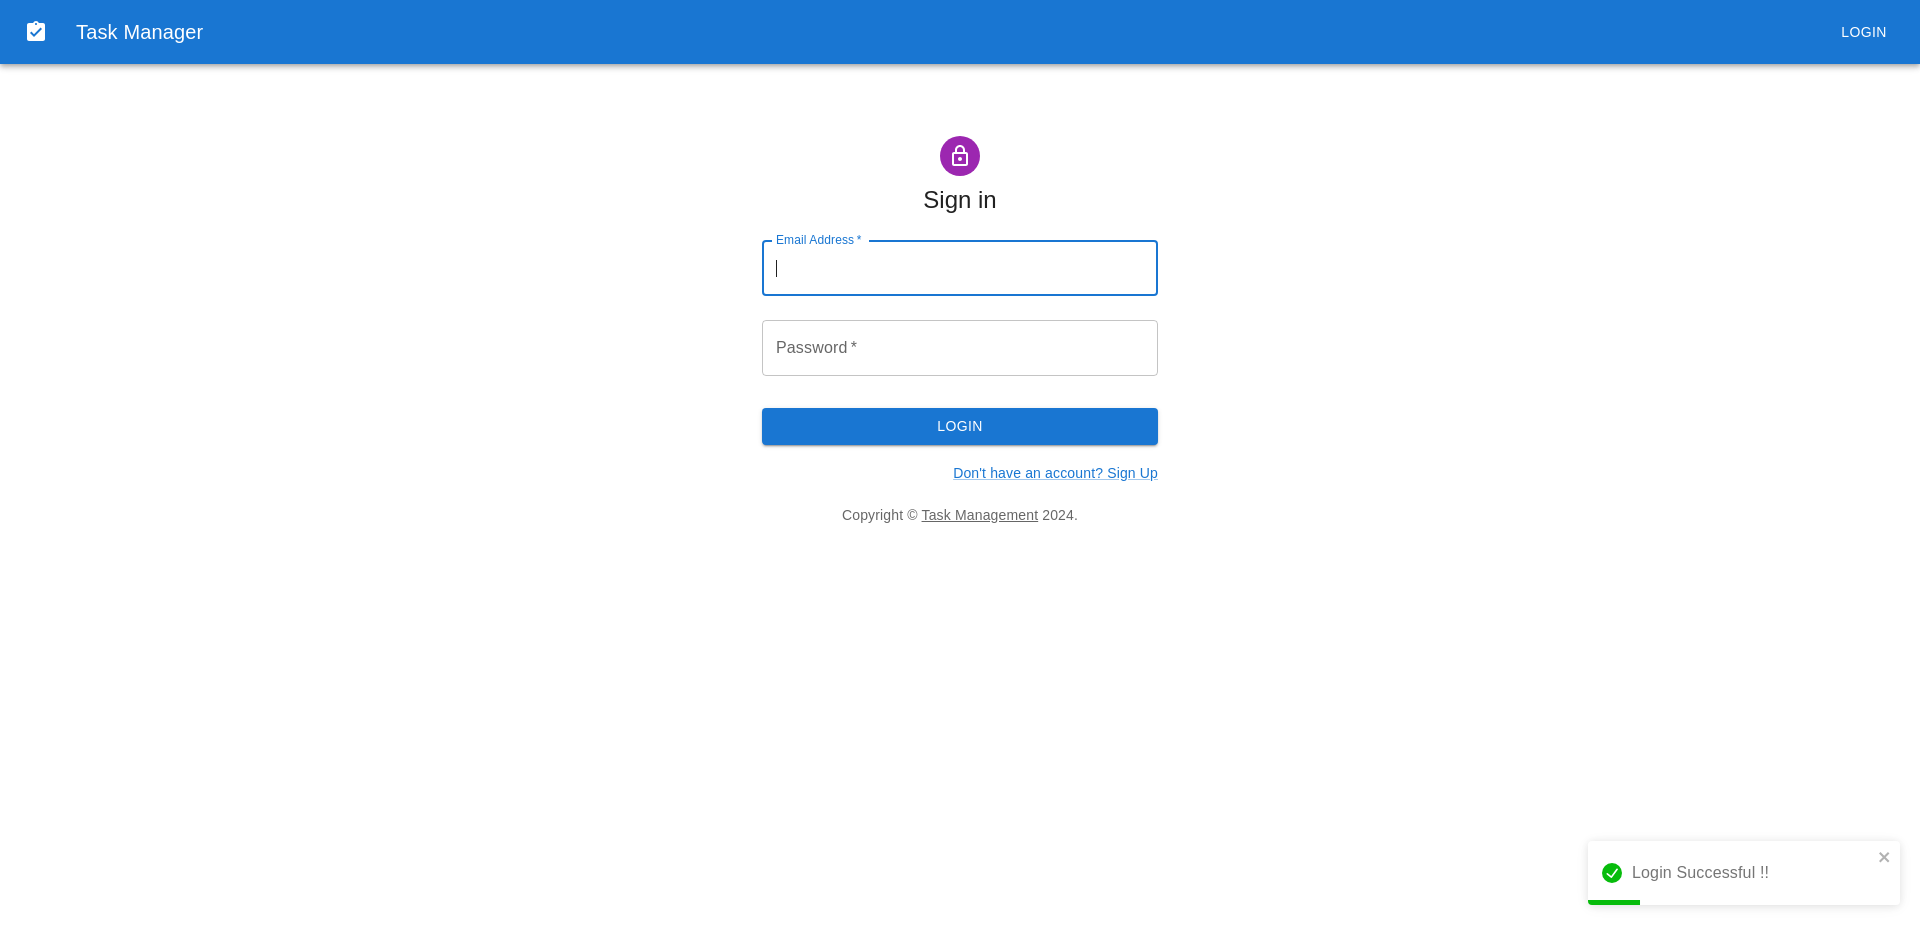 Task Manager
LOGIN
Sign in
Email Address *
Password *
LOGIN
Don't have an account? Sign Up
Copyright © Task Management 2024.
Login Successful !!